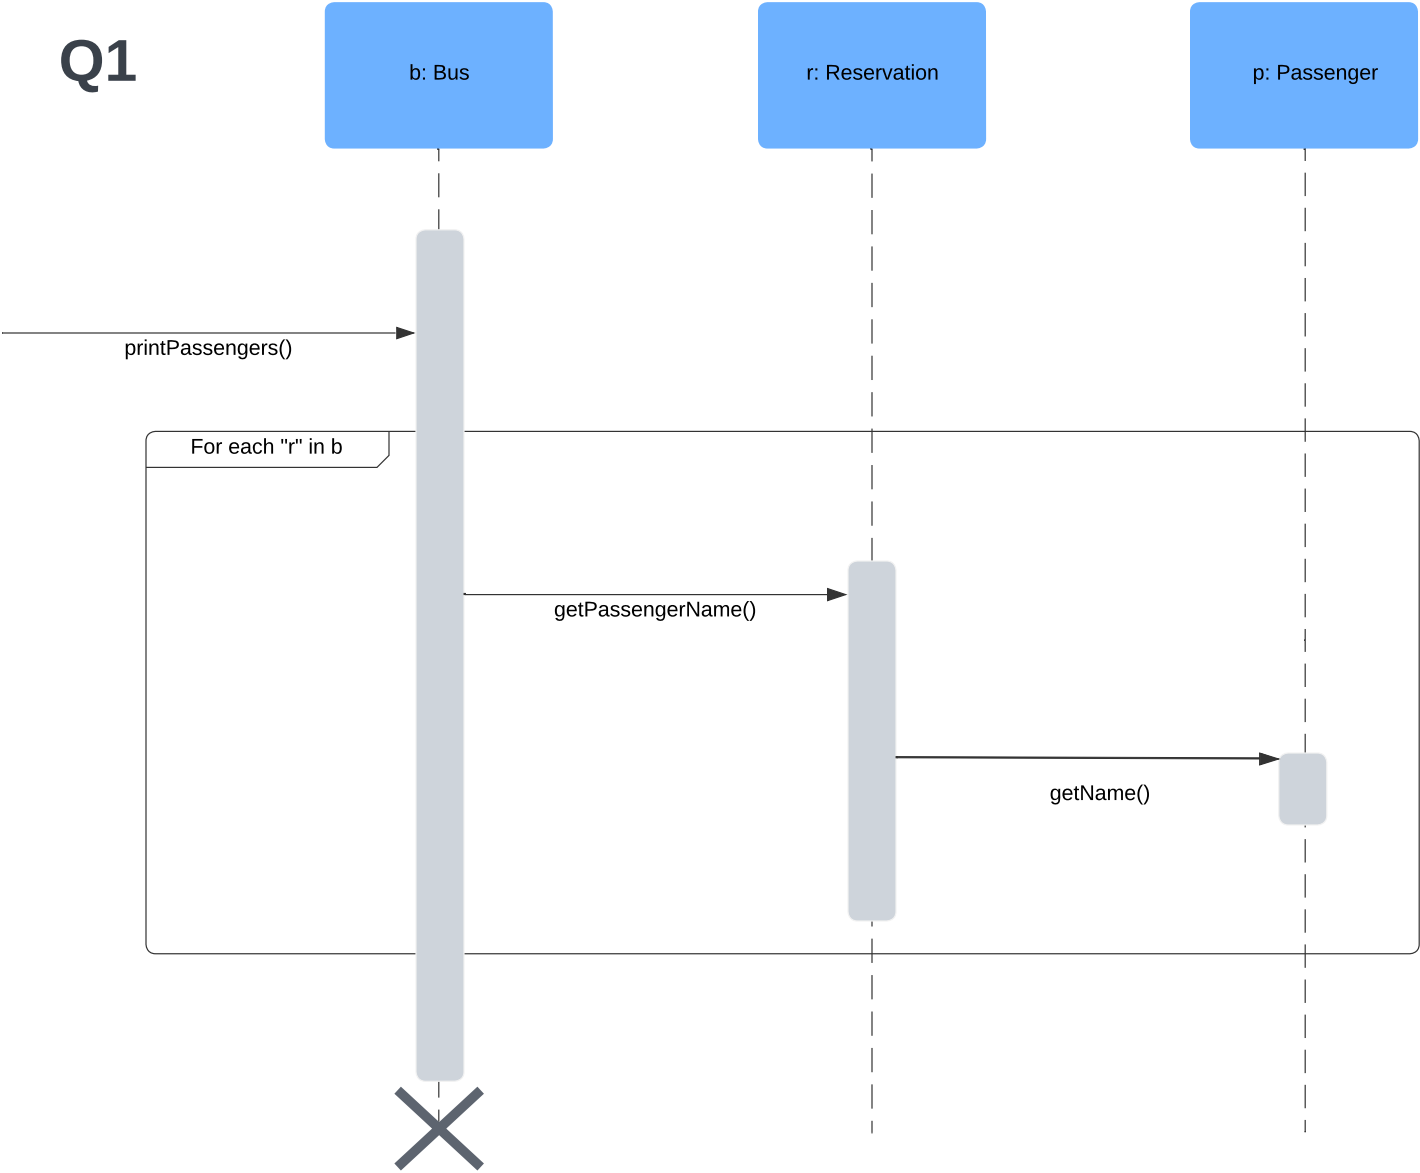 Q1
b: Bus
r: Reservation
p: Passenger
printPassengers()
For each "r" in b
getPassengerName()
getName()